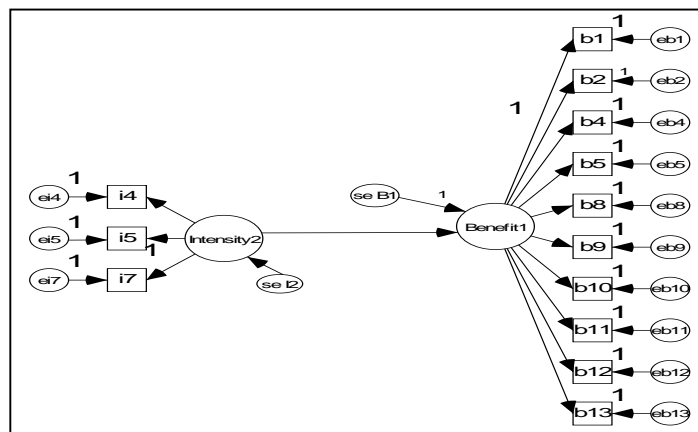 1
b1
eb1
b2
1
eb2
1
1
b4
eb4
1
b5
eb5
1
b8
eb8
1
b9
eb9
1
b10
eb10
1
b11
eb11
1
b12
eb12
1
b13
eb13
se B1
1
Benefit1
1
ei4
i4
1
ei5
i5
1
1
ei7
i7
Intensity2
se I2